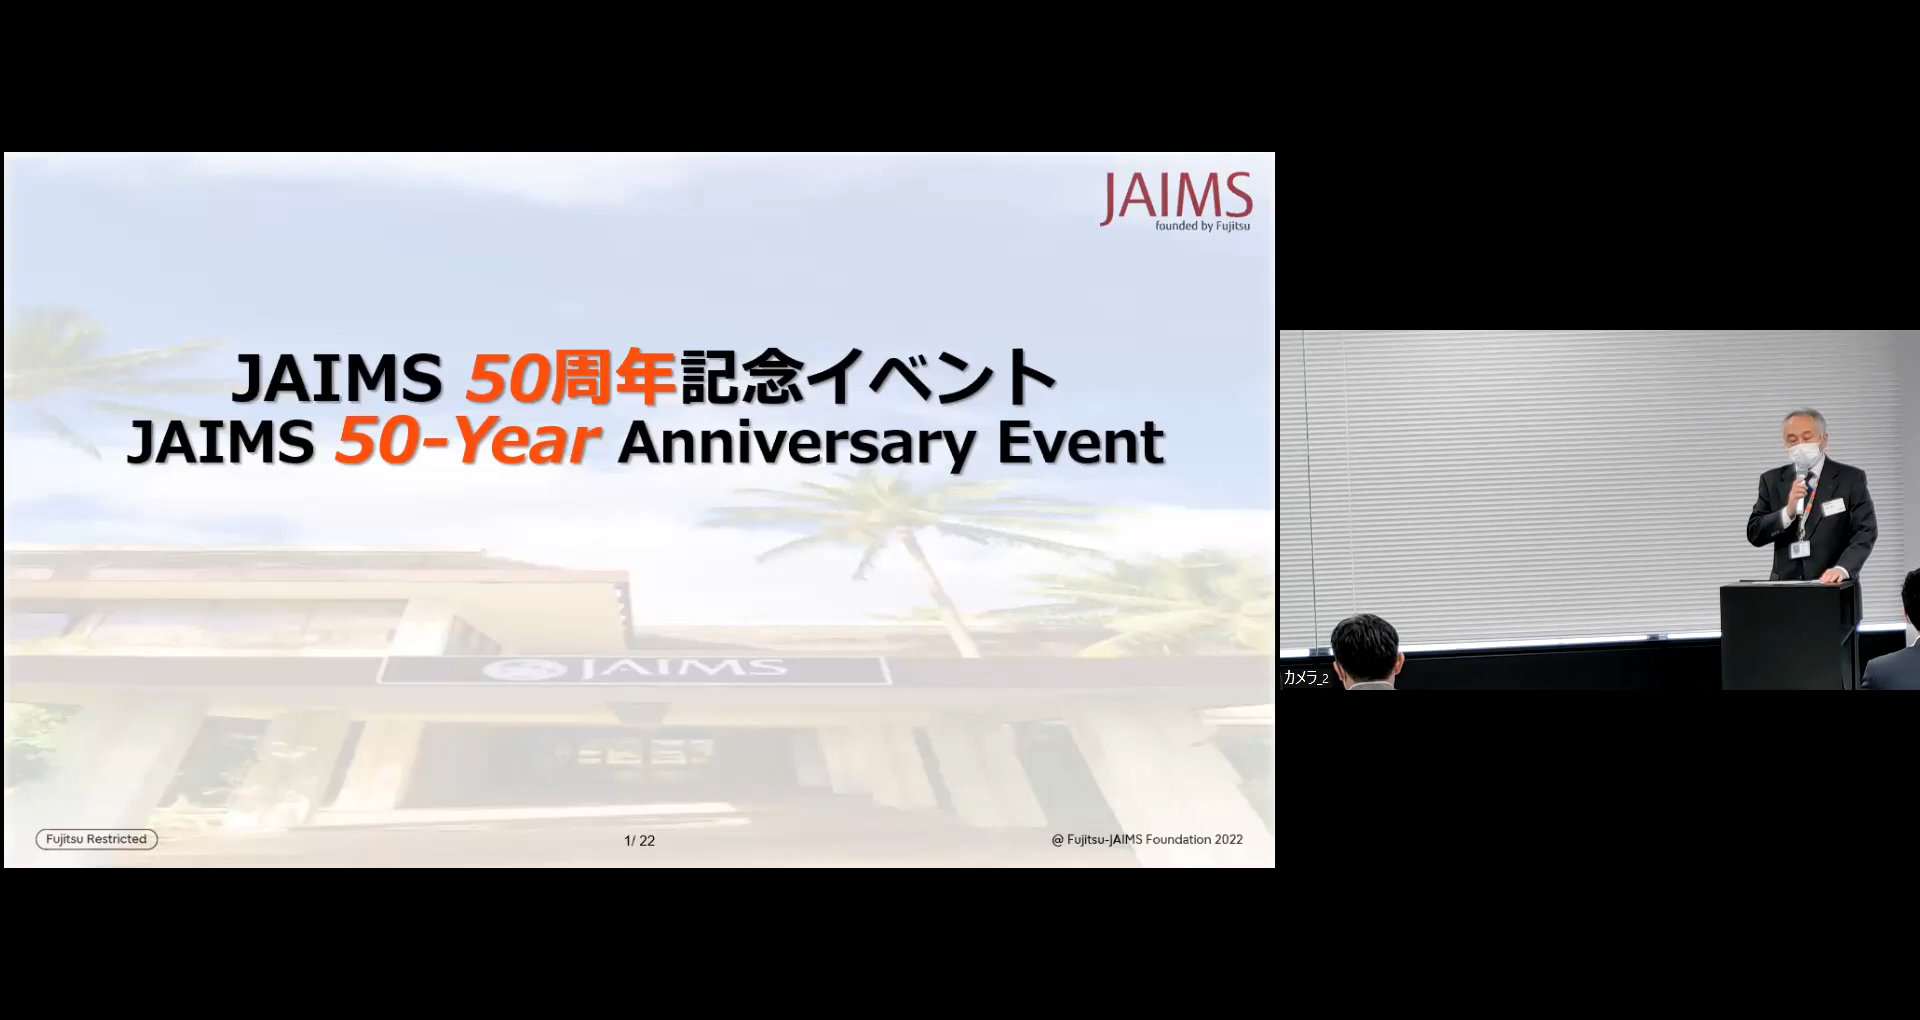 JAIMS
founded by Fujitsu
JAIMS 50周年記念イベント
JAIMS 50-Year Anniversary Event
JAIMS
Fujitsu Restricted
1/ 22
@ Fujitsu-JAIMS Foundation 2022
カメラ_2